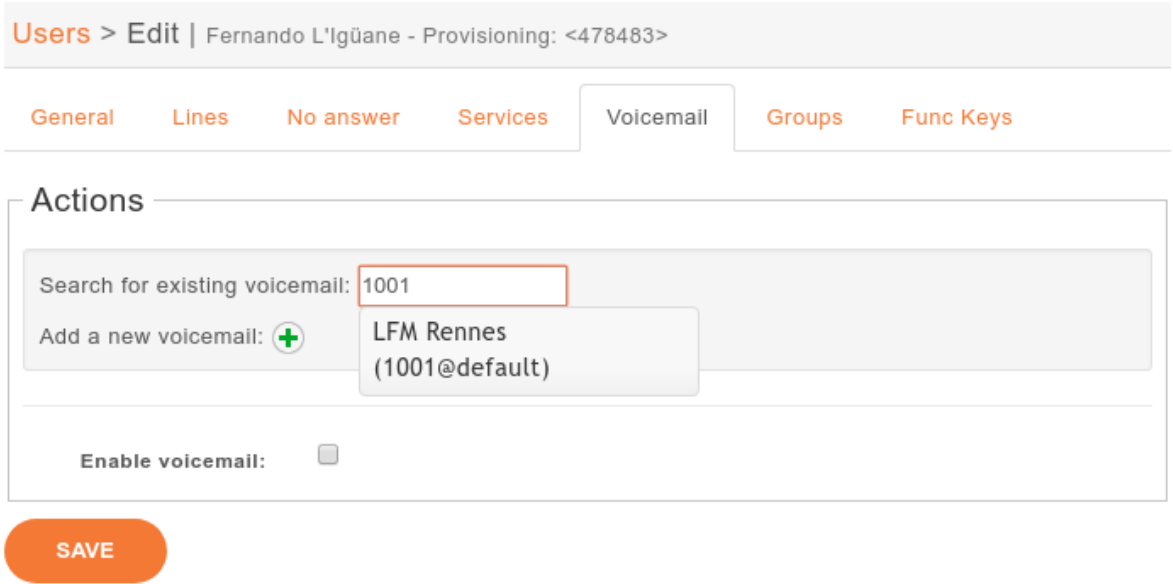 Users > Edit | Fernando L'Igüane - Provisioning: <478483>
General Lines No answer Services Voicemail Groups Func Keys
Actions
Search for existing voicemail: 1001
Add a new voicemail:
LFM Rennes
(1001@default)
Enable voicemail:
SAVE